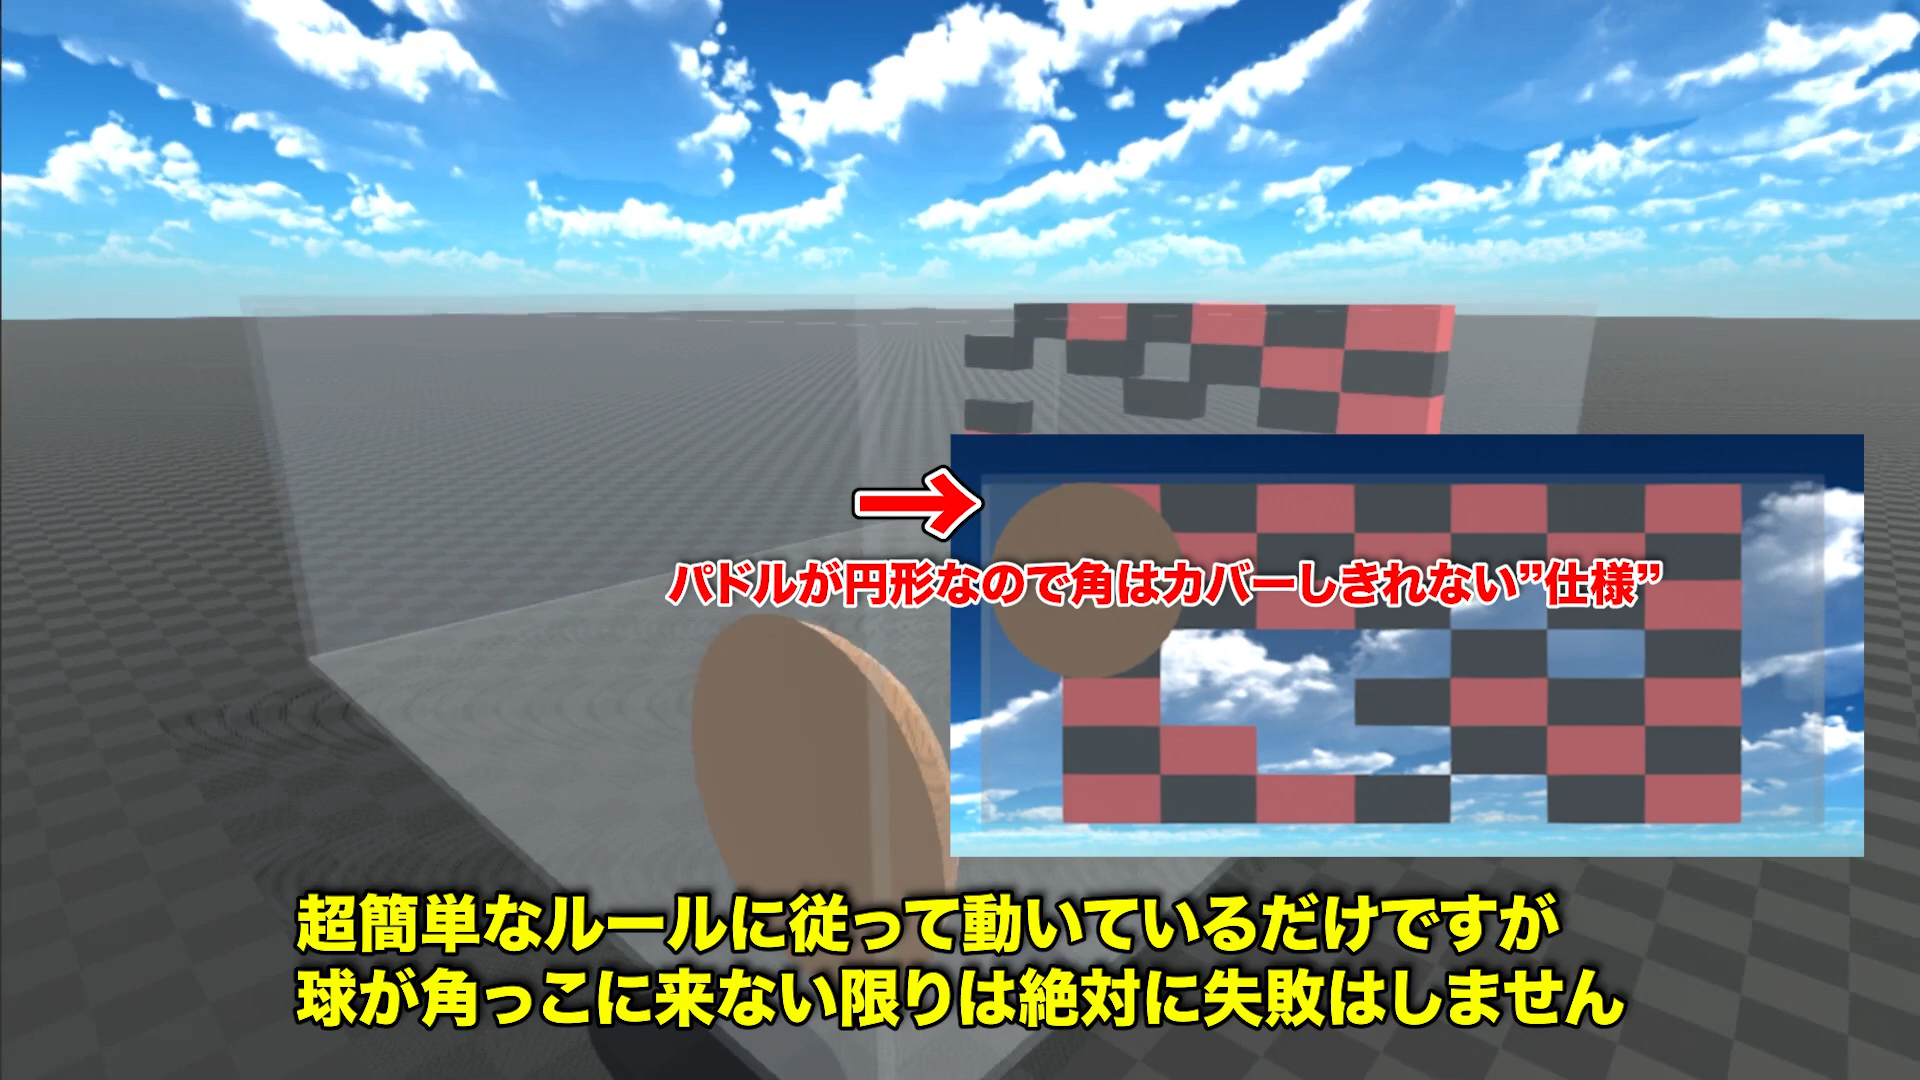 パドルが円形なので角はカバーしきれない”仕様”
超簡単なルールに従って動いているだけですが
球が角っこに来ない限りは絶対に失敗はしません